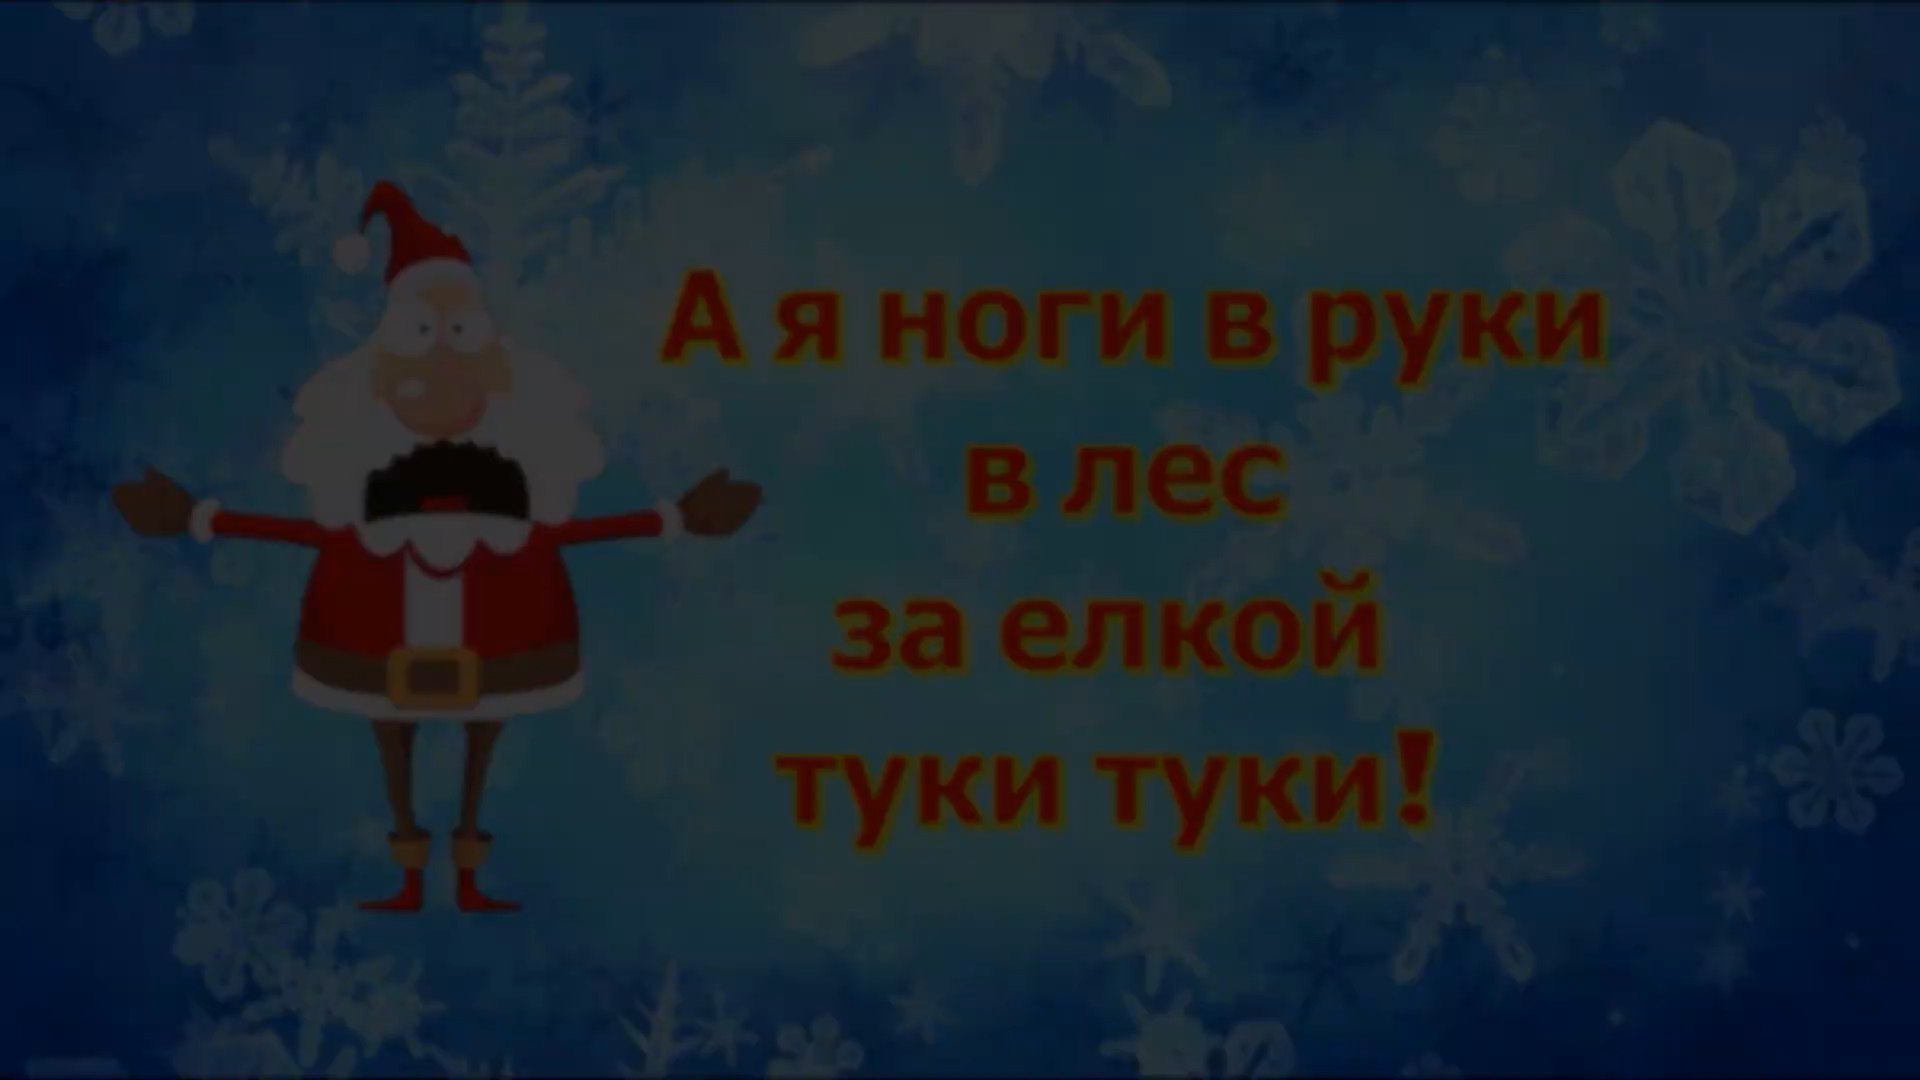 А я ноги в руки
в лес
за елкой
туки туки!